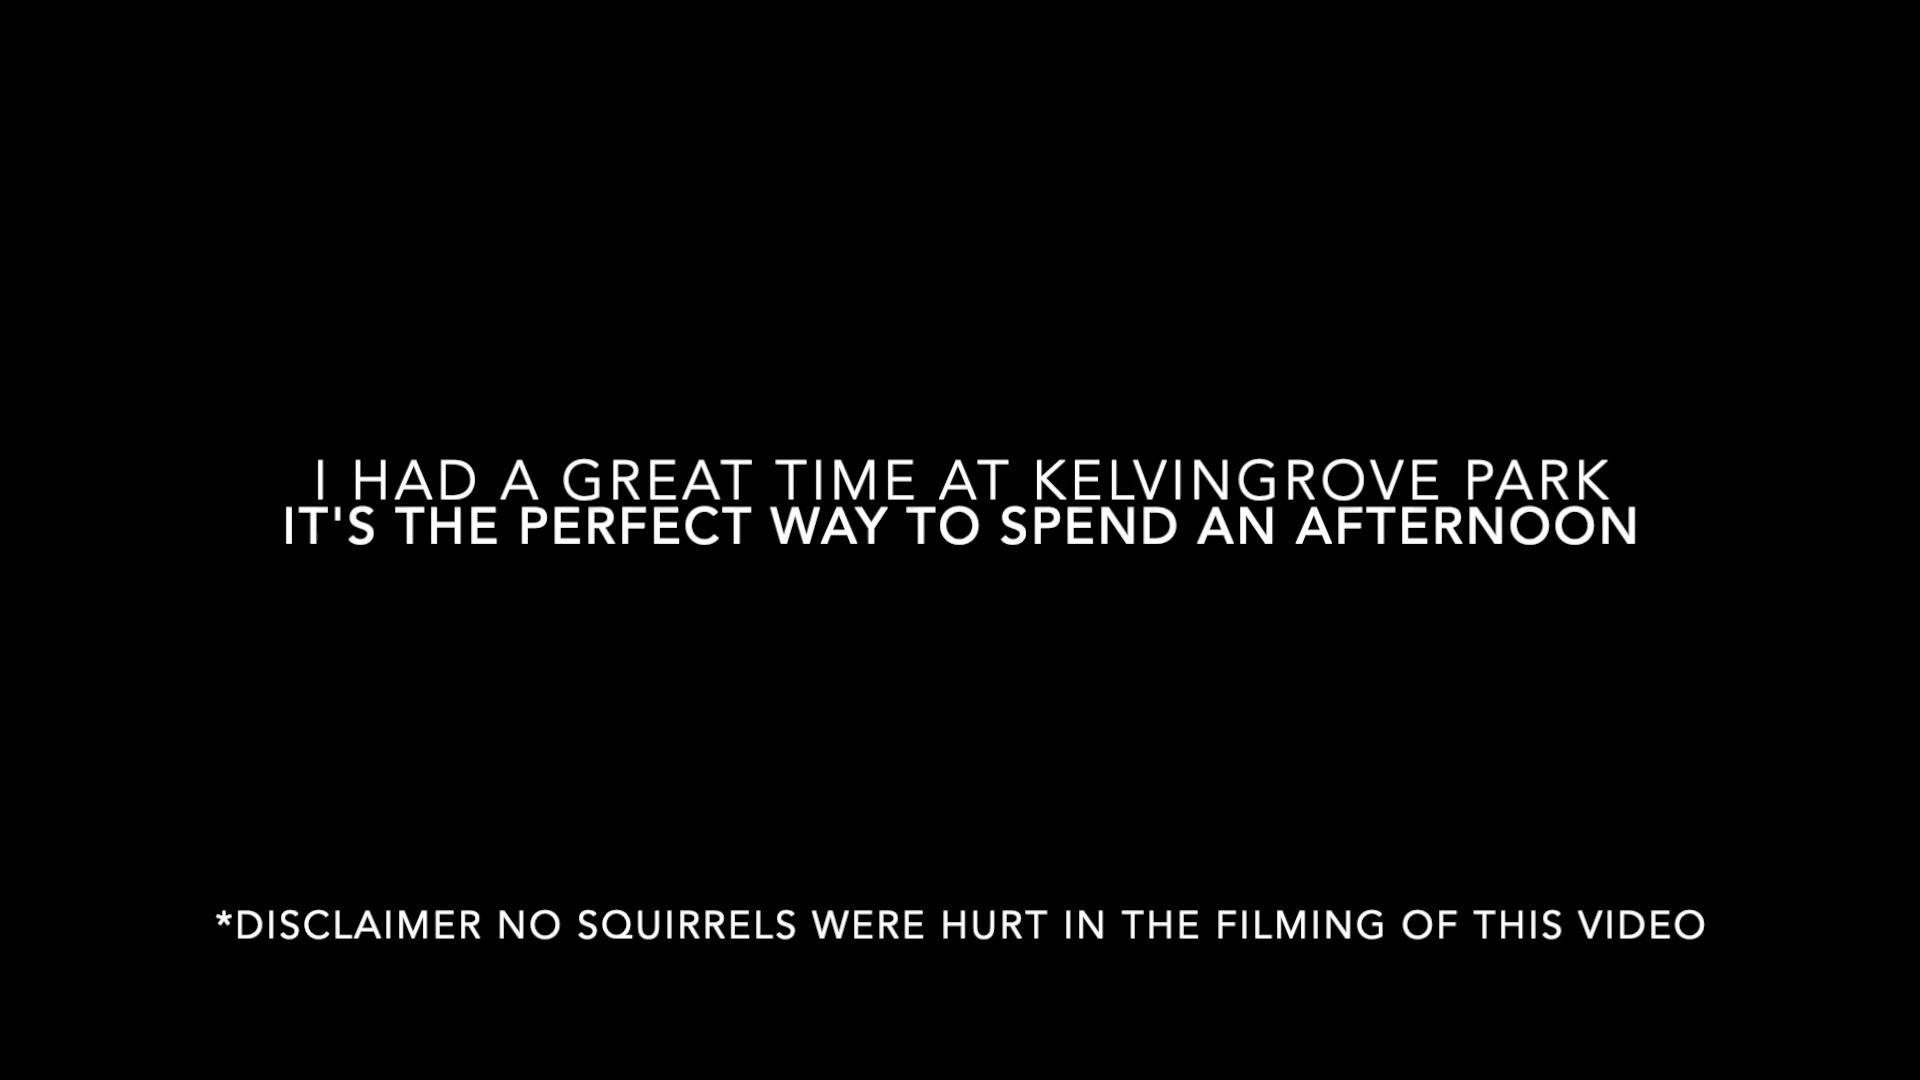 I HAD A GREAT TIME AT KELVINGROVE PARK
IT'S THE PERFECT WAY TO SPEND AN AFTERNOON
*DISCLAIMER NO SQUIRRELS WERE HURT IN THE FILMING OF THIS VIDEO